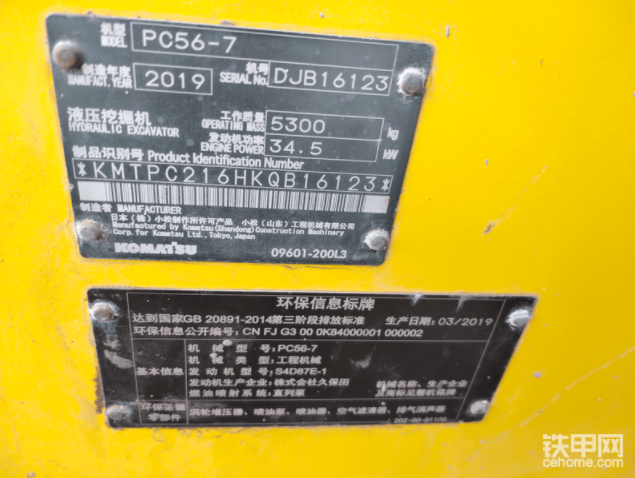 机型 MODEL PC56-7
制造年度 MANUFACT. YEAR 2019 机号 SERIAL No. DJB16123
液压挖掘机 HYDRAULIC EXCAVATOR 工作质量 OPERATING MASS 5300 kg
发动机功率 ENGINE POWER 34.5 kW
制品识别号 Product Identification Number
*KMTPC216HKQB16123*
制造者 MANUFACTURER
日本（株）小松制作所许可产品 小松（山东）工程机械有限公司
Manufactured by Komatsu(Shandong)Construction Machinery
Corp. for Komatsu Ltd., Tokyo, Japan
KOMATSU 09601-200L3
环保信息标牌
达到国家GB 20891-2014第三阶段排放标准 生产日期：03/2019
环保信息公开编号：CN FJ G3 00 0K84000001 000002
基本信息
机械型号：PC56-7
机械类型：工程机械
发动机型号：S4D87E-1
发动机生产企业：株式会社久保田
燃油喷射系统：直列泵
机械名称、商标
及商标见整机铭牌
环保关键零部件
涡轮增压器、喷油泵、喷油器、空气滤清器、排气消声器
铁甲网
cehome.com